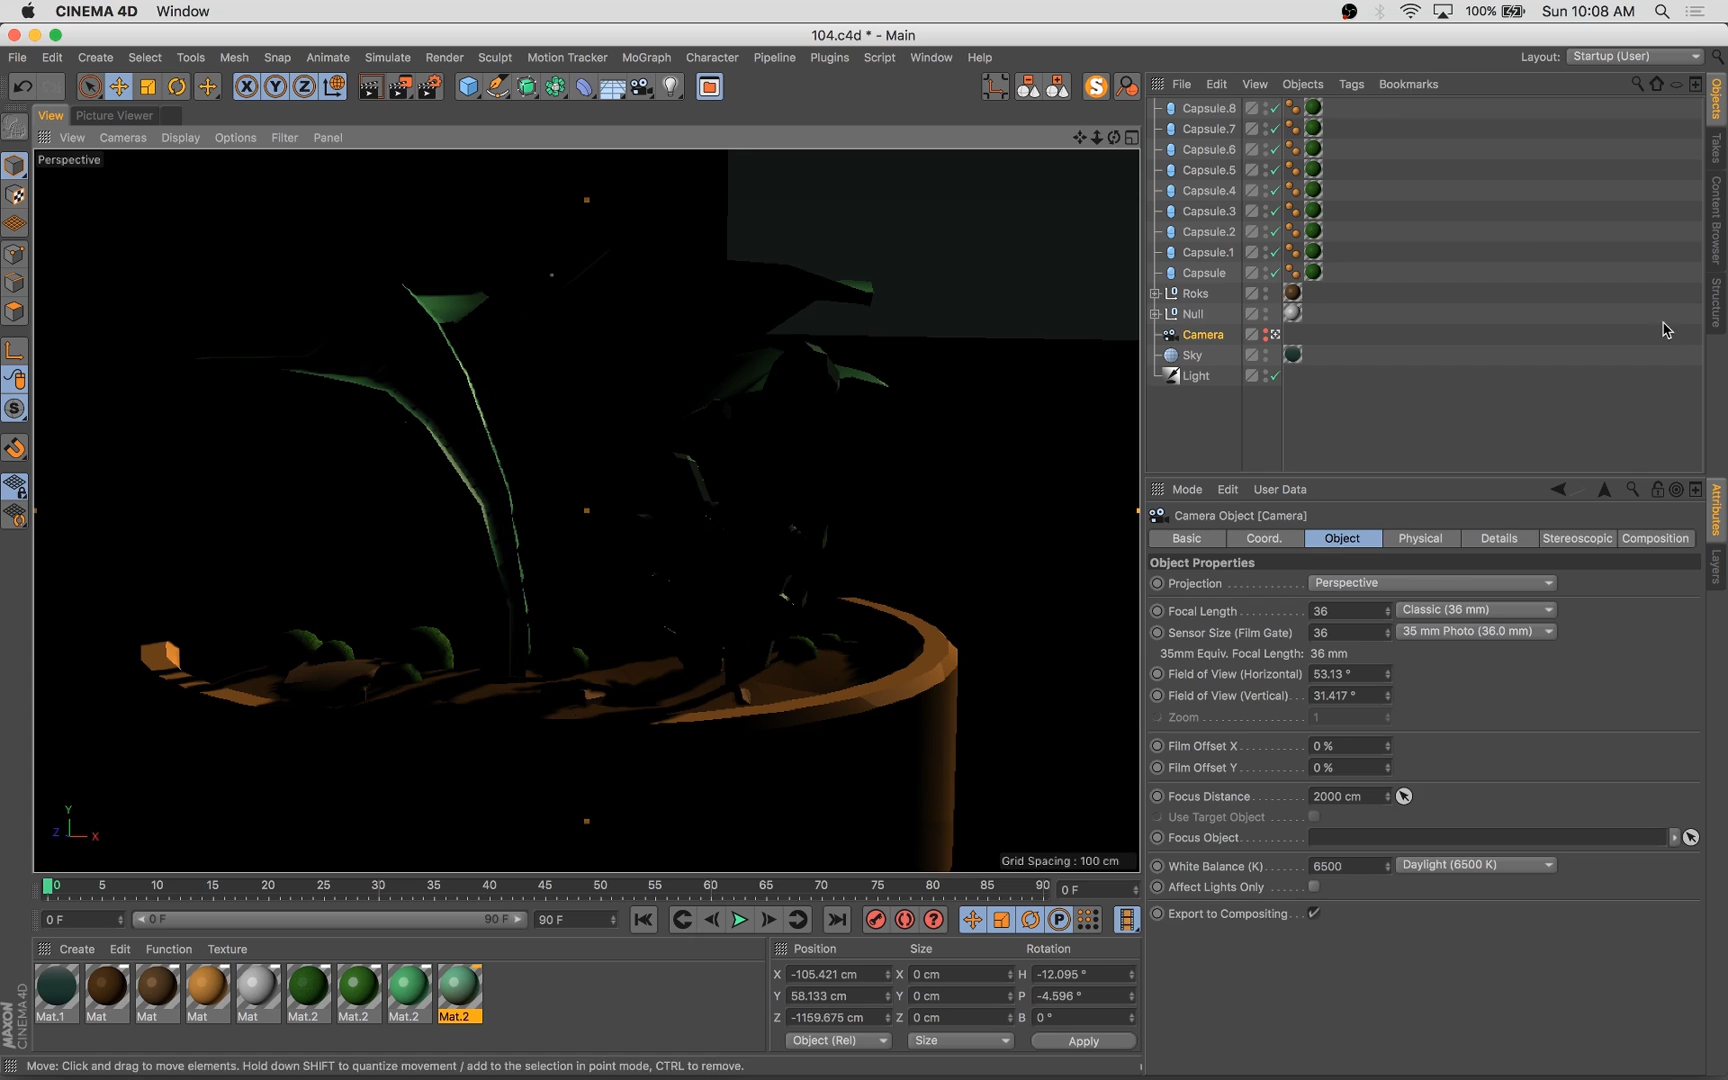 CINEMA 4D Window 100% Sun 10:08 AM
104.c4d * - Main
File Edit Create Select Tools Mesh Snap Animate Simulate Render Sculpt Motion Tracker MoGraph Character Pipeline Plugins Script Window Help Layout: Startup (User)
X Y Z S
File Edit View Objects Tags Bookmarks
View Picture Viewer
View Cameras Display Options Filter Panel
Perspective
Capsule.8
Capsule.7
Capsule.6
Capsule.5
Capsule.4
Capsule.3
Capsule.2
Capsule.1
Capsule
Roks
Null
Camera
Sky
Light
Objects
Takes
Content Browser
Structure
Mode Edit User Data
Camera Object [Camera]
Basic Coord. Object Physical Details Stereoscopic Composition
Object Properties
Projection Perspective
Focal Length 36 Classic (36 mm)
Sensor Size (Film Gate) 36 35 mm Photo (36.0 mm)
35mm Equiv. Focal Length: 36 mm
Field of View (Horizontal) 53.13 °
Field of View (Vertical) 31.417 °
Zoom 1
Film Offset X 0 %
Film Offset Y 0 %
Focus Distance 2000 cm
Use Target Object
Focus Object
White Balance (K) 6500 Daylight (6500 K)
Affect Lights Only
Export to Compositing
Attributes
Layers
Y
Z X
Grid Spacing : 100 cm
0 5 10 15 20 25 30 35 40 45 50 55 60 65 70 75 80 85 90 0 F
0 F 0 F 90 F 90 F
P
Create Edit Function Texture
Mat.1 Mat Mat Mat Mat Mat.2 Mat.2 Mat.2 Mat.2
Position Size Rotation
X -105.421 cm X 0 cm H -12.095 °
Y 58.133 cm Y 0 cm P -4.596 °
Z -1159.675 cm Z 0 cm B 0 °
Object (Rel) Size Apply
MAXON
CINEMA 4D
Move: Click and drag to move elements. Hold down SHIFT to quantize movement / add to the selection in point mode, CTRL to remove.